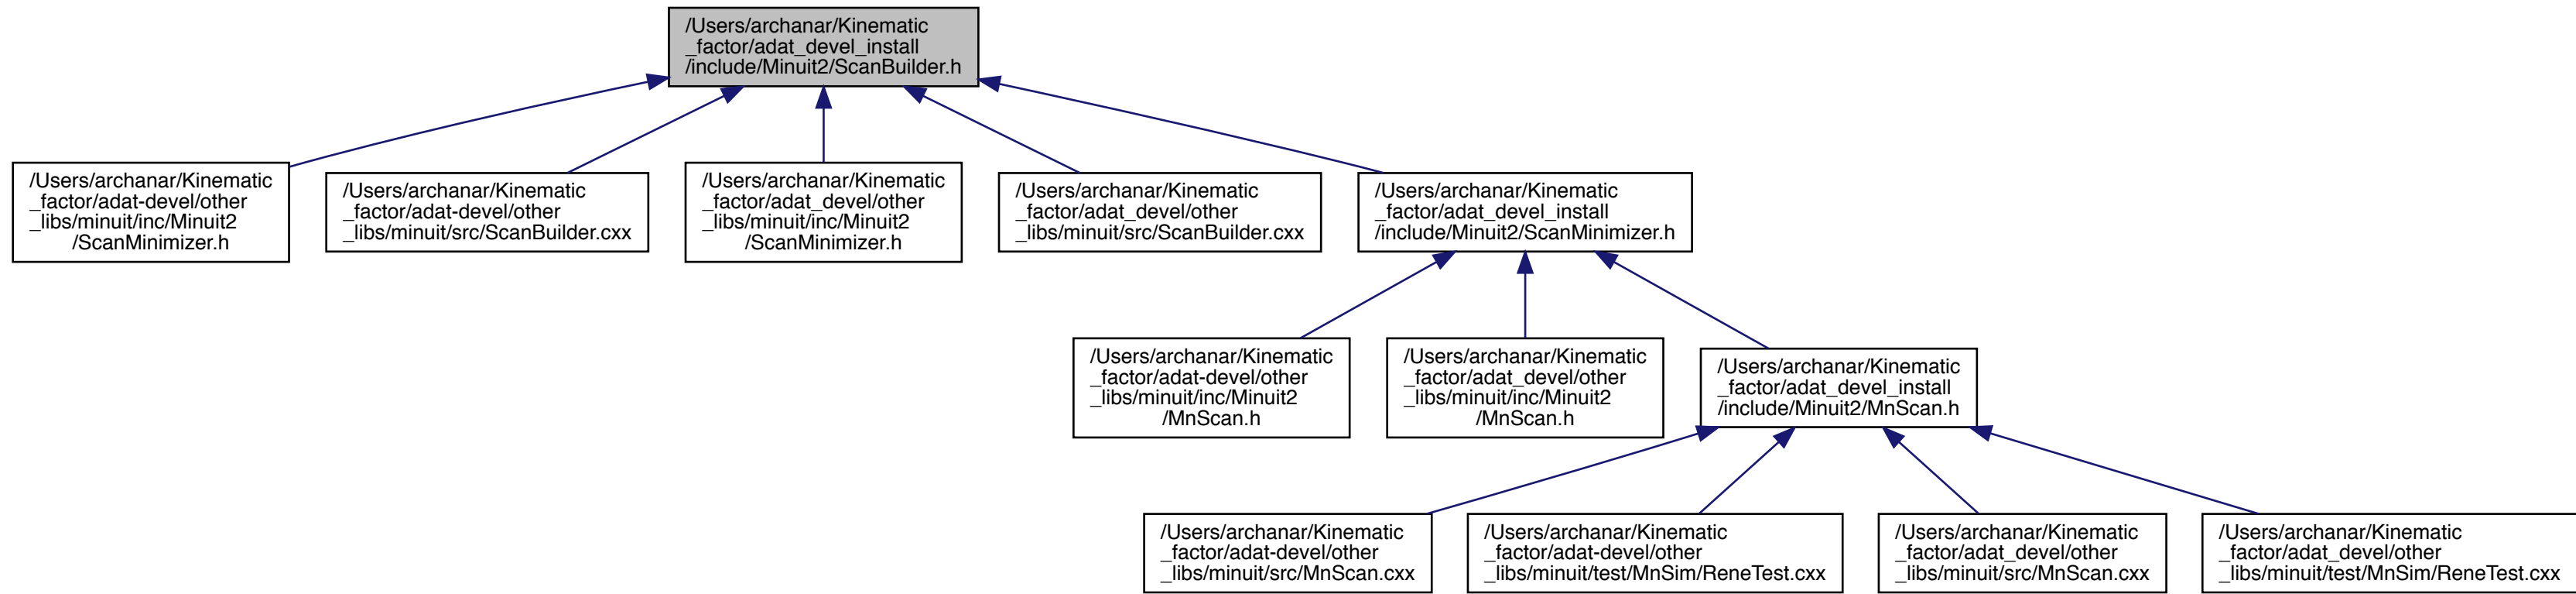 /Users/archanar/Kinematic
_factor/adat_devel_install
/include/Minuit2/ScanBuilder.h
/Users/archanar/Kinematic
_factor/adat-devel/other
_libs/minuit/inc/Minuit2
/ScanMinimizer.h
/Users/archanar/Kinematic
_factor/adat-devel/other
_libs/minuit/src/ScanBuilder.cxx
/Users/archanar/Kinematic
_factor/adat_devel/other
_libs/minuit/inc/Minuit2
/ScanMinimizer.h
/Users/archanar/Kinematic
_factor/adat_devel/other
_libs/minuit/src/ScanBuilder.cxx
/Users/archanar/Kinematic
_factor/adat_devel_install
/include/Minuit2/ScanMinimizer.h
/Users/archanar/Kinematic
_factor/adat-devel/other
_libs/minuit/inc/Minuit2
/MnScan.h
/Users/archanar/Kinematic
_factor/adat_devel/other
_libs/minuit/inc/Minuit2
/MnScan.h
/Users/archanar/Kinematic
_factor/adat_devel_install
/include/Minuit2/MnScan.h
/Users/archanar/Kinematic
_factor/adat-devel/other
_libs/minuit/src/MnScan.cxx
/Users/archanar/Kinematic
_factor/adat-devel/other
_libs/minuit/test/MnSim/ReneTest.cxx
/Users/archanar/Kinematic
_factor/adat_devel/other
_libs/minuit/src/MnScan.cxx
/Users/archanar/Kinematic
_factor/adat_devel/other
_libs/minuit/test/MnSim/ReneTest.cxx